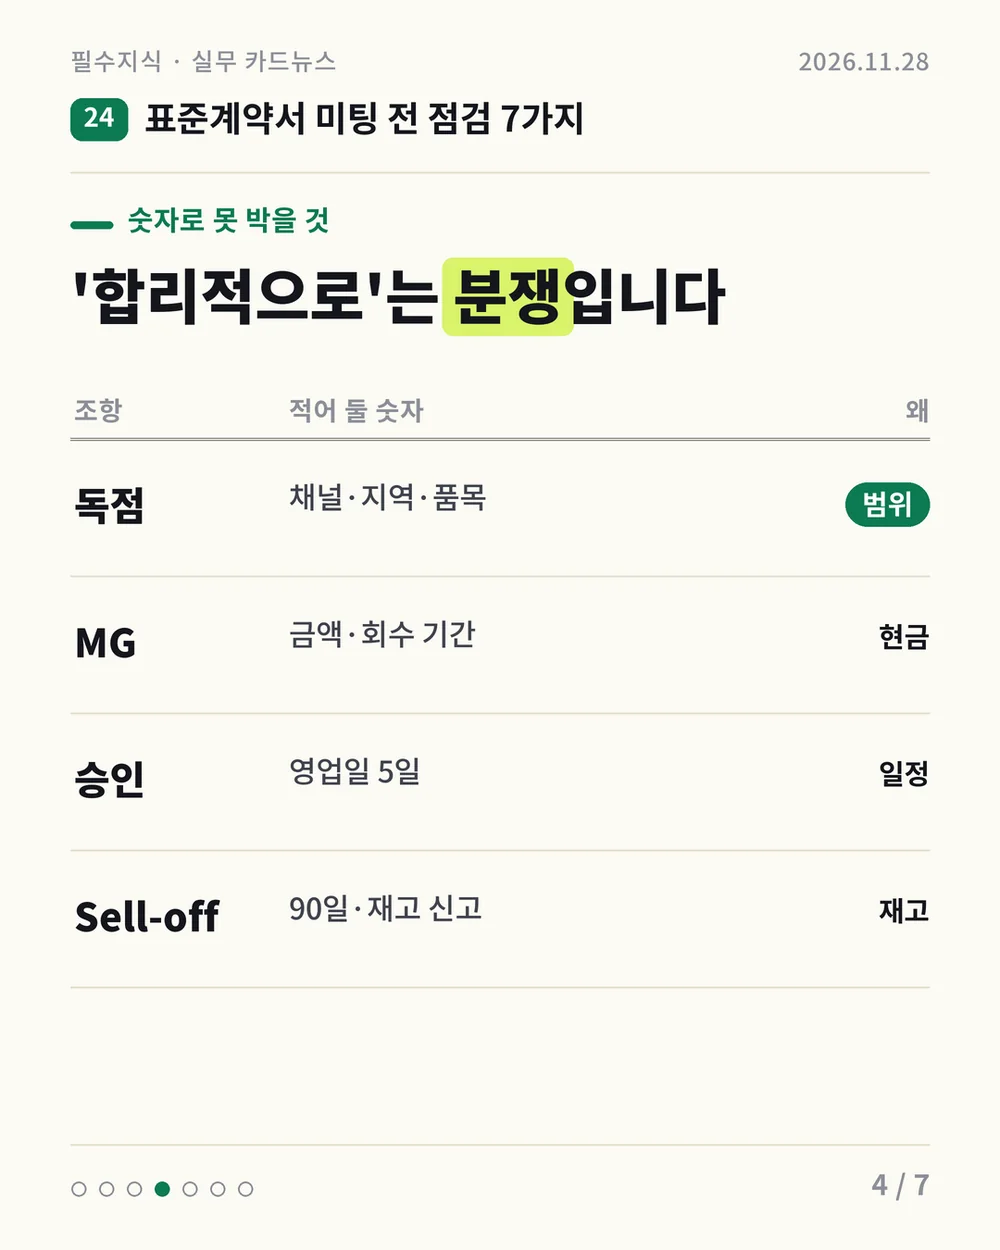 필수지식 · 실무 카드뉴스 2026.11.28
24 표준계약서 미팅 전 점검 7가지
숫자로 못 박을 것
'합리적으로'는 분쟁입니다
조항 적어 둘 숫자 왜
독점 채널·지역·품목 범위
MG 금액·회수 기간 현금
승인 영업일 5일 일정
Sell-off 90일·재고 신고 재고
4 / 7